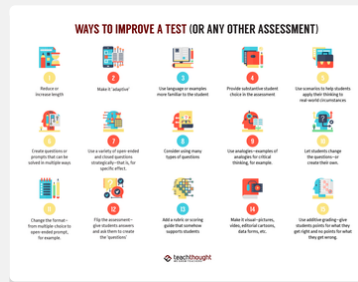 WAYS TO IMPROVE A TEST (OR ANY OTHER ASSESSMENT)
1
Reduce or
increase length
2
Make it 'adaptive'
3
Use language or examples
more familiar to the student
4
Provide substantive student
choice in the assessment
5
Use scenarios to help students
apply their thinking to
real-world circumstances
6
Create questions or
prompts that can be
solved in multiple ways
7
Use a variety of open-ended
and closed questions
strategically–that is, for
specific effect.
8
Consider using many
types of questions
9
Use analogies–examples of
analogies for critical
thinking, for example.
Let students change
the questions–or
create their own.
Change the format–
from multiple choice to
open-ended prompt,
for example.
12
Flip the assessment–
give students answers
and ask them to create
the 'questions'
13
Add a rubric or scoring
guide that somehow
supports students
14
Make it visual–pictures,
video, editorial cartoons,
data forms, etc.
Use additive grading–give
students points for what they
get right and no points for what
they get wrong.
teachthought